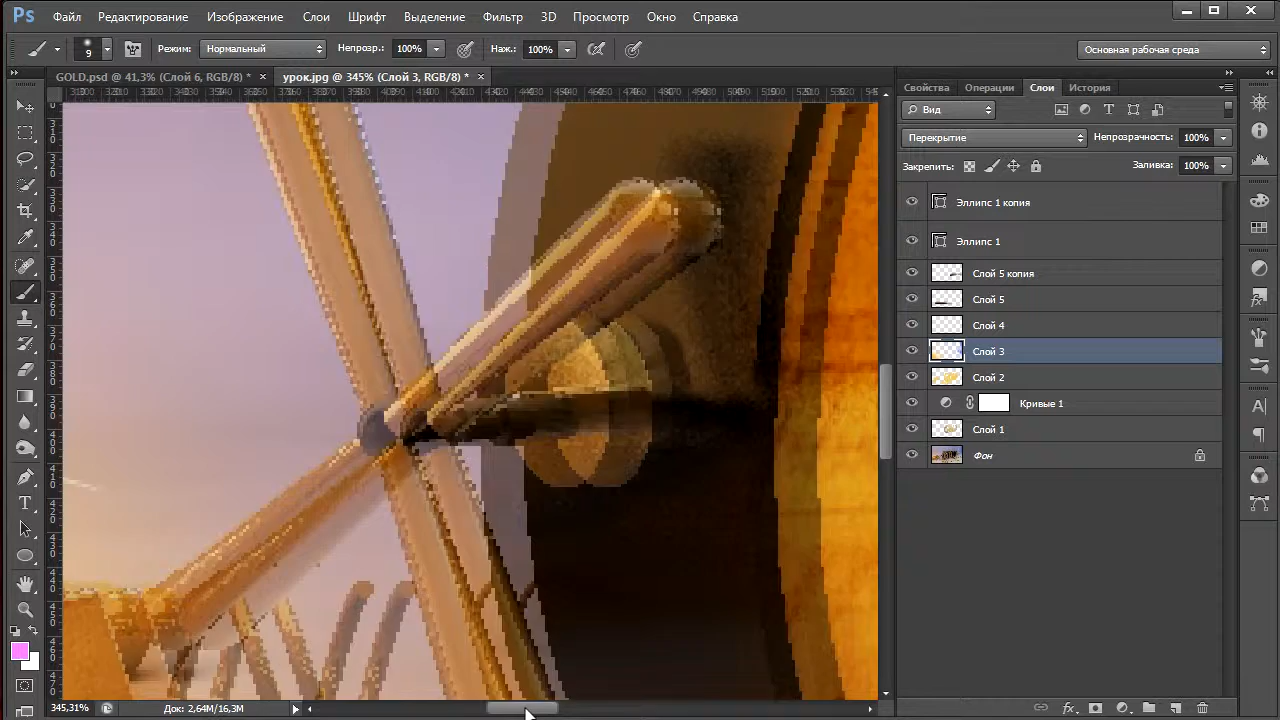 Ps Файл Редактирование Изображение Слои Шрифт Выделение Фильтр 3D Просмотр Окно Справка
9 Режим: Нормальный Непрозр.: 100% Наж.: 100% Основная рабочая среда
GOLD.psd @ 41,3% (Слой 6, RGB/8) * × урок.jpg @ 345% (Слой 3, RGB/8) * ×
Свойства Операции Слои История
Вид
Перекрытие Непрозрачность: 100%
Закрепить: Заливка: 100%
Эллипс 1 копия
Эллипс 1
Слой 5 копия
Слой 5
Слой 4
Слой 3
Слой 2
Кривые 1
Слой 1
Фон
345,31% Док: 2,64M/16,3M